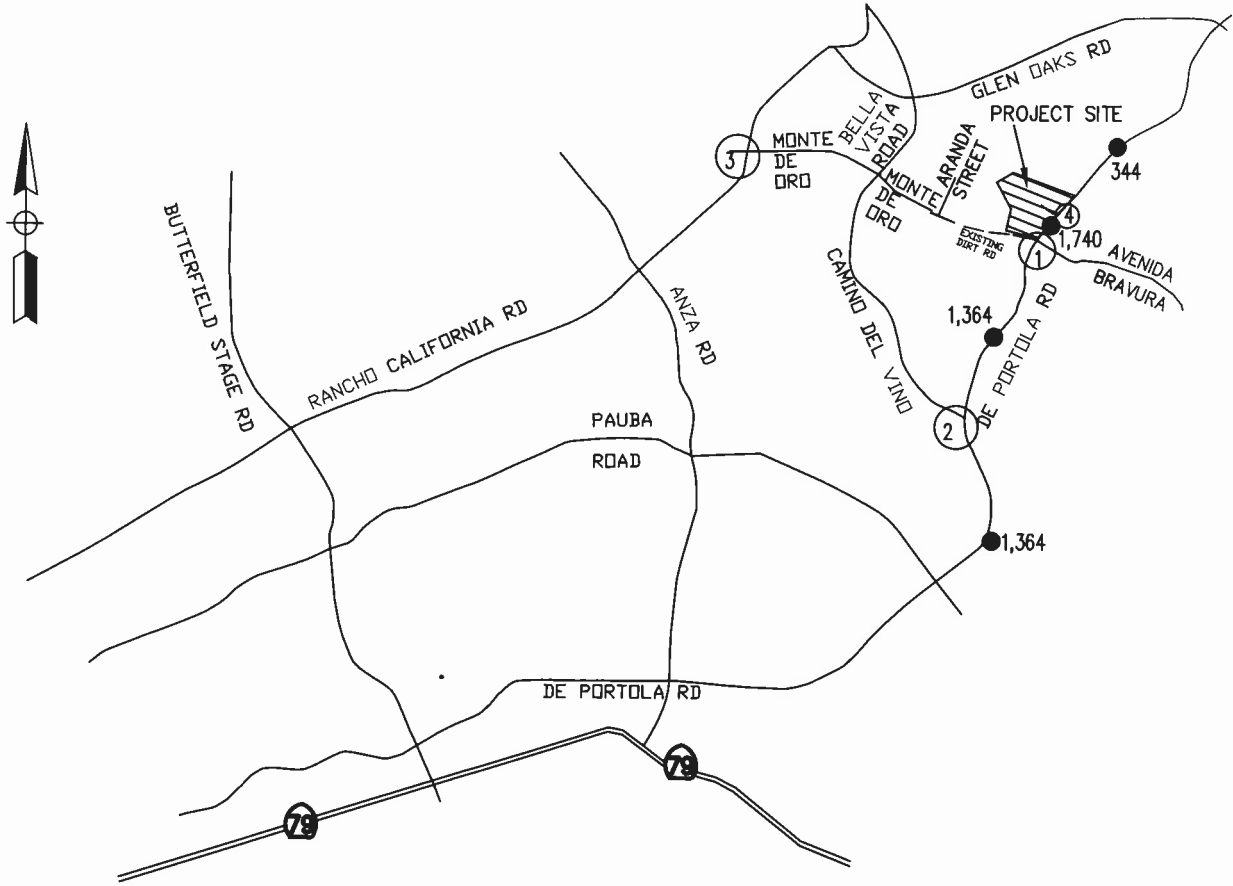 GLEN OAKS RD
PROJECT SITE
BELLA
VISTA
ROAD
ARANDA
STREET
3
MONTE
DE
ORO
344
MONTE
DE
ORO
4
1,740
EXISTING
DIRT RD
1
AVENIDA
BRAVURA
BUTTERFIELD STAGE RD
CAMINO DEL VINO
ANZA RD
1,364
DE PORTOLA RD
RANCHO CALIFORNIA RD
PAUBA
ROAD
2
1,364
DE PORTOLA RD
79
79